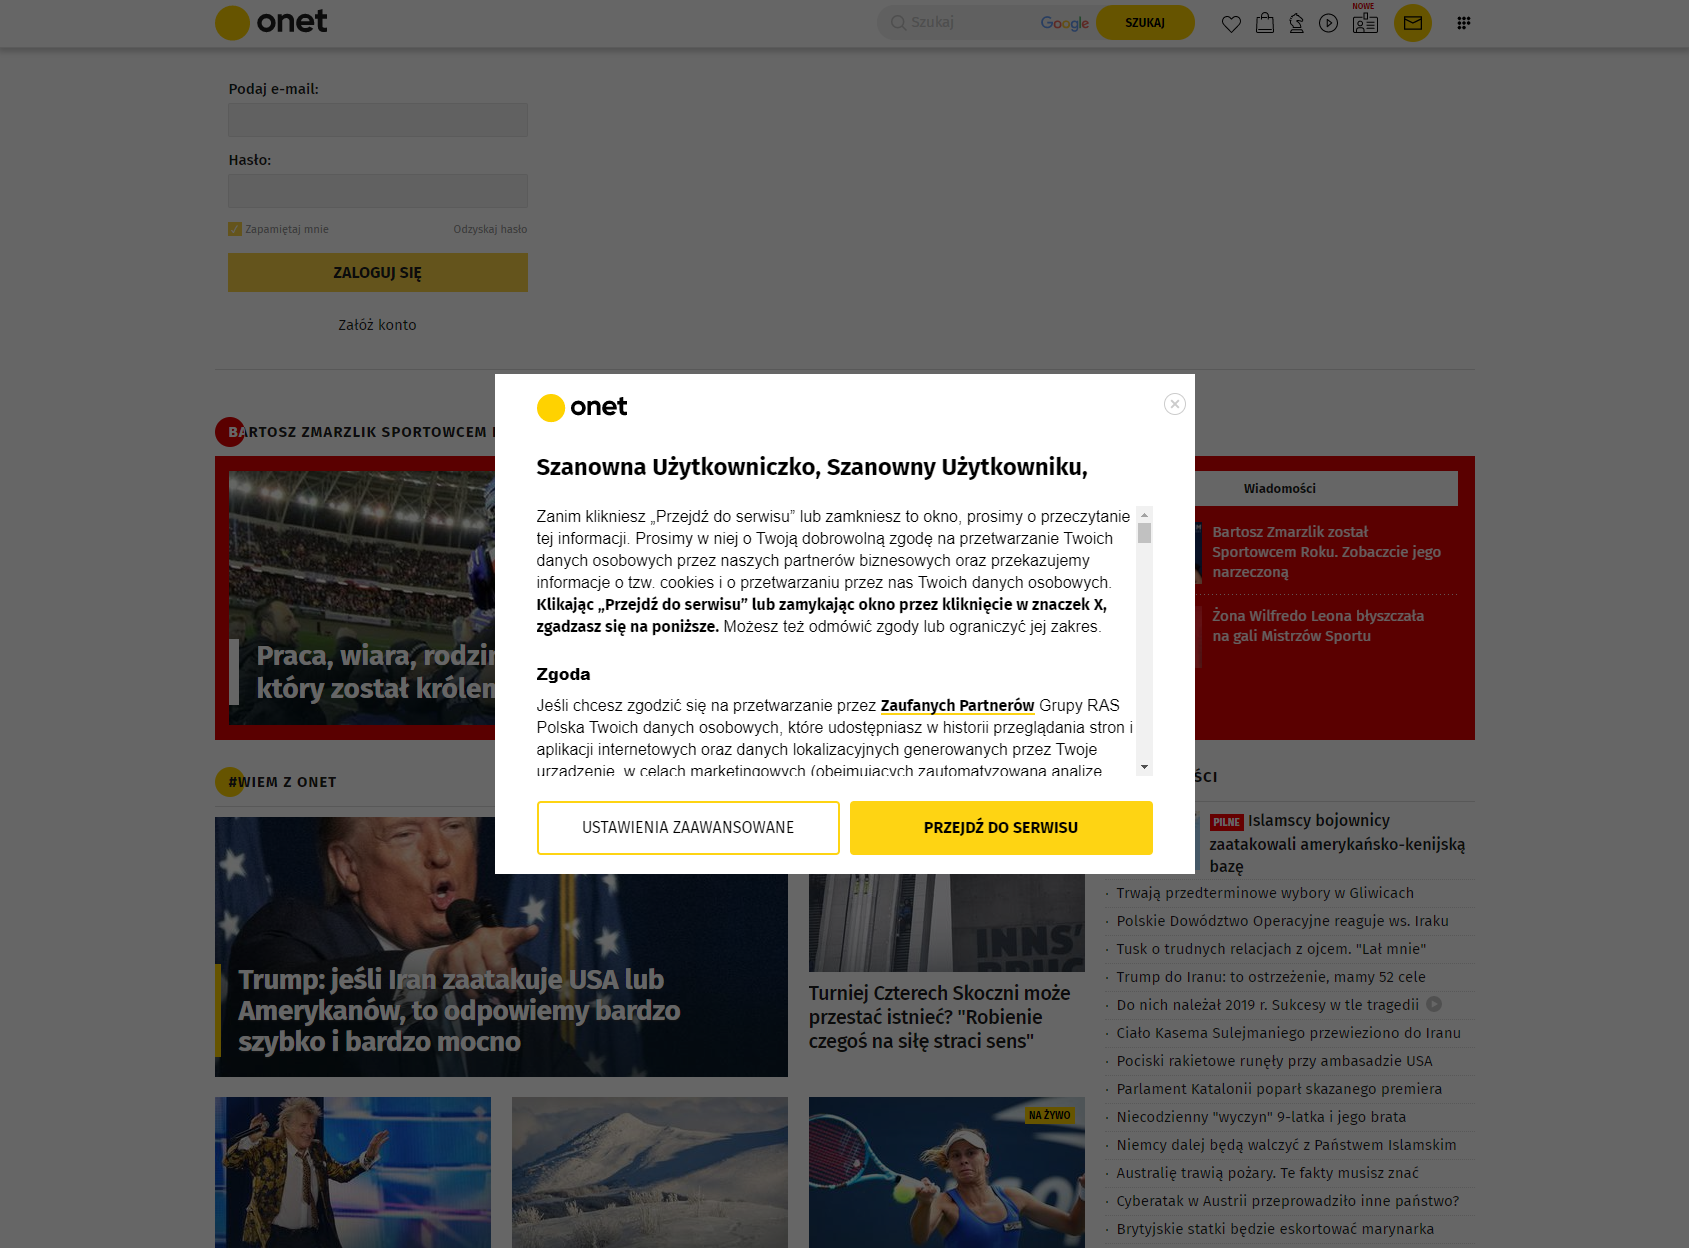 onet
Szukaj
Google
SZUKAJ
NOWE
Podaj e-mail:
Hasło:
Zapamiętaj mnie
Odzyskaj hasło
ZALOGUJ SIĘ
Załóż konto
BARTOSZ ZMARZLIK SPORTOWCEM
Praca, wiara,
który został
Wiadomości
Bartosz Zmarzlik został
Sportowcem Roku. Zobaczcie jego
narzeczoną
Żona Wilfredo Leona błyszczała
na gali Mistrzów Sportu
onet
Szanowna Użytkowniczko, Szanowny Użytkowniku,
Zanim klikniesz „Przejdź do serwisu” lub zamkniesz to okno, prosimy o przeczytanie
tej informacji. Prosimy w niej o Twoją dobrowolną zgodę na przetwarzanie Twoich
danych osobowych przez naszych partnerów biznesowych oraz przekazujemy
informacje o tzw. cookies i o przetwarzaniu przez nas Twoich danych osobowych.
Klikając „Przejdź do serwisu” lub zamykając okno przez kliknięcie w znaczek X,
zgadzasz się na poniższe. Możesz też odmówić zgody lub ograniczyć jej zakres.
Zgoda
Jeśli chcesz zgodzić się na przetwarzanie przez Zaufanych Partnerów Grupy RAS
Polska Twoich danych osobowych, które udostępniasz w historii przeglądania stron i
aplikacji internetowych oraz danych lokalizacyjnych generowanych przez Twoje
urządzenie, w celach marketingowych (obejmujących zautomatyzowaną analizę
USTAWIENIA ZAAWANSOWANE
PRZEJDŹ DO SERWISU
#WIEM Z ONET
Trump: jeśli Iran zaatakuje USA lub
Amerykanów, to odpowiemy bardzo
szybko i bardzo mocno
INNS'
BRUC
Turniej Czterech Skoczni może
przestać istnieć? "Robienie
czegoś na siłę straci sens"
NA ŻYWO
PILNE Islamscy bojownicy
zaatakowali amerykańsko-kenijską
bazę
· Trwają przedterminowe wybory w Gliwicach
· Polskie Dowództwo Operacyjne reaguje ws. Iraku
· Tusk o trudnych relacjach z ojcem. "Lał mnie"
· Trump do Iranu: to ostrzeżenie, mamy 52 cele
· Do nich należał 2019 r. Sukcesy w tle tragedii
· Ciało Kasema Sulejmaniego przewieziono do Iranu
· Pociski rakietowe runęły przy ambasadzie USA
· Parlament Katalonii poparł skazanego premiera
· Niecodzienny "wyczyn" 9-latka i jego brata
· Niemcy dalej będą walczyć z Państwem Islamskim
· Australię trawią pożary. Te fakty musisz znać
· Cyberatak w Austrii przeprowadziło inne państwo?
· Brytyjskie statki będzie eskortować marynarka